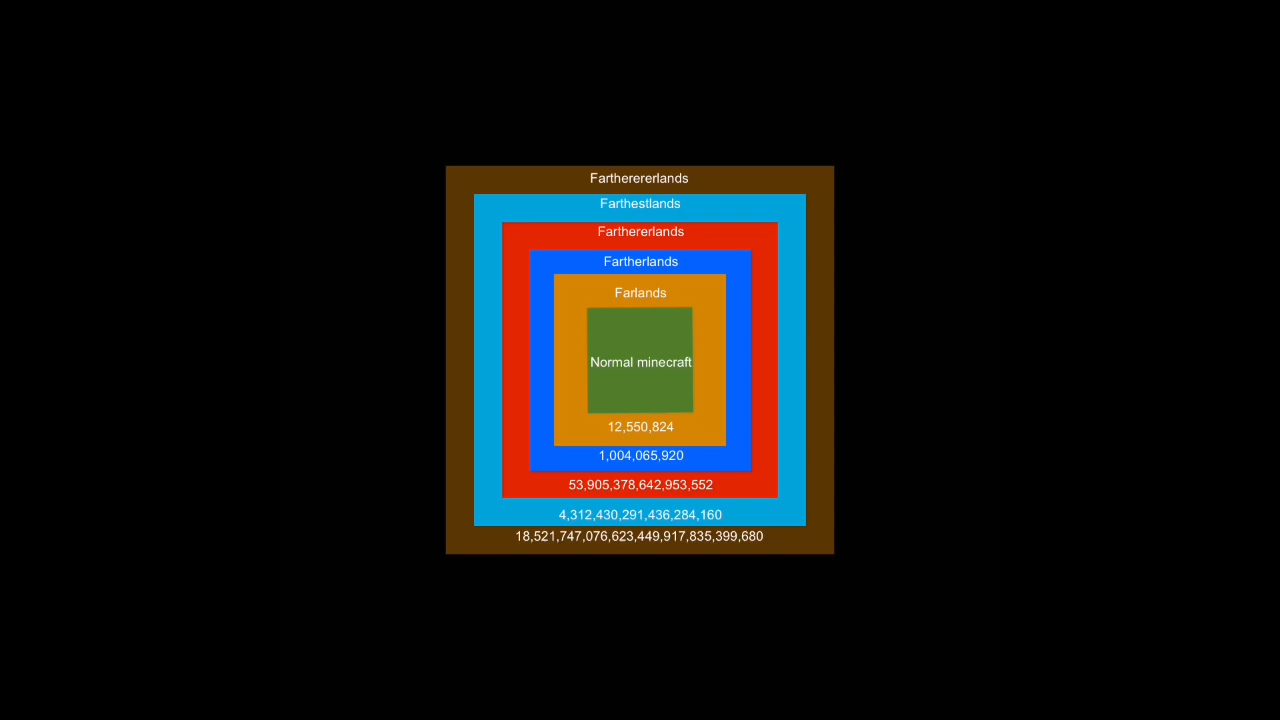 Fartherererlands
Farthestlands
Farthererlands
Fartherlands
Farlands
Normal minecraft
12,550,824
1,004,065,920
53,905,378,642,953,552
4,312,430,291,436,284,160
18,521,747,076,623,449,917,835,399,680